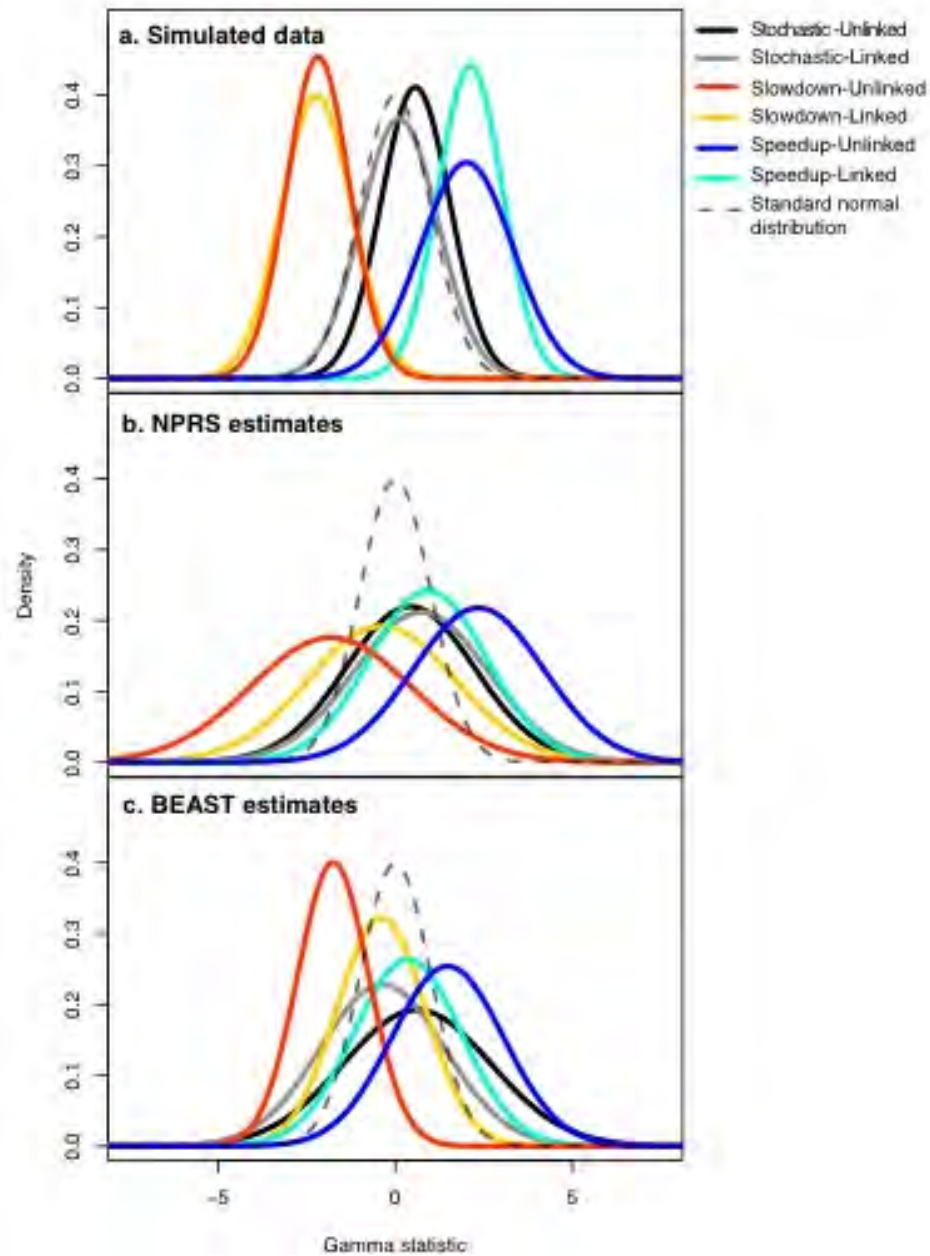 a. Simulated data
Stochastic-Unlinked
Stochastic-Linked
Slowdown-Unlinked
Slowdown-Linked
Speedup-Unlinked
Speedup-Linked
Standard normal
distribution
0.4
0.3
0.2
0.1
0.0
b. NPRS estimates
0.4
0.3
0.2
0.1
0.0
Density
c. BEAST estimates
0.4
0.3
0.2
0.1
0.0
-5 0 5
Gamma statistic